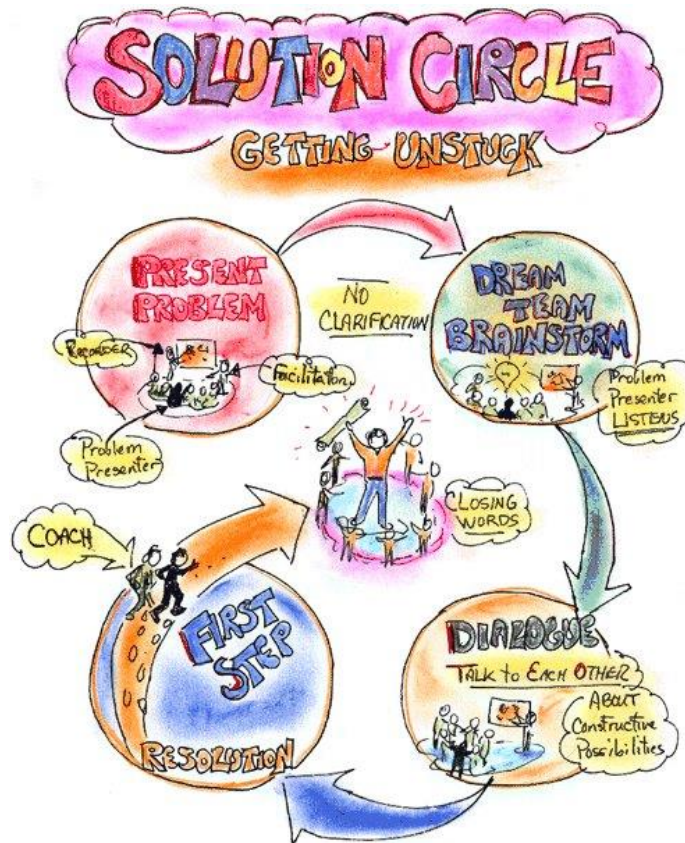 SOLUTION CIRCLE
GETTING UNSTUCK
PRESENT
PROBLEM
RECORDER
FACILITATOR
Problem
Presenter
NO
CLARIFICATION
DREAM
TEAM
BRAINSTORM
Problem
Presenter
LISTENS
DIALOGUE
TALK TO EACH OTHER
ABOUT
Constructive
Possibilities
COACH
FIRST
STEP
RESOLUTION
CLOSING
WORDS